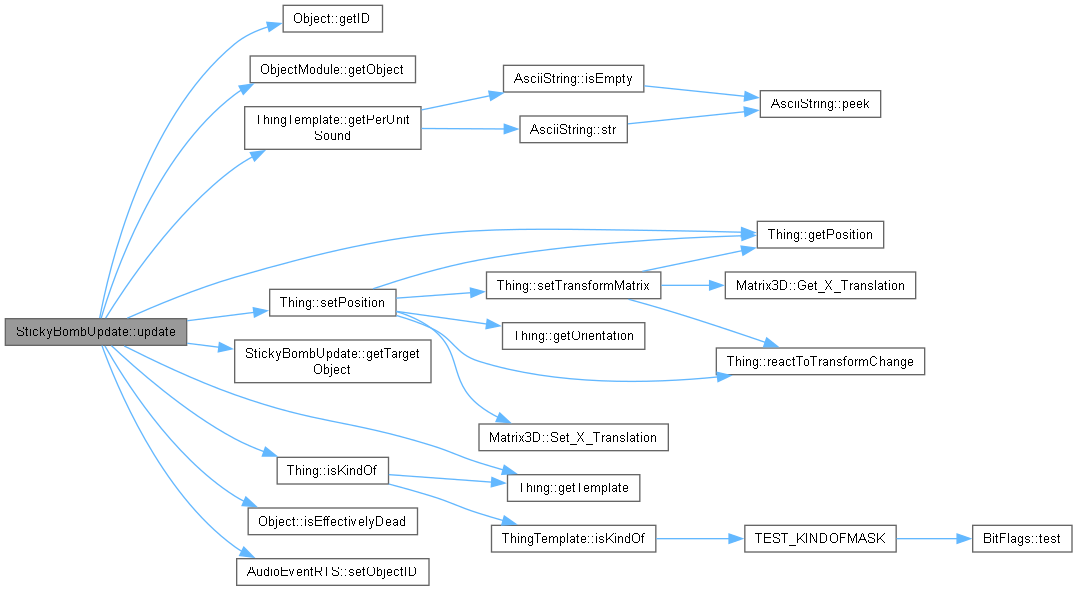 Object::getID
ObjectModule::getObject
AsciiString::isEmpty
AsciiString::peek
ThingTemplate::getPerUnit
Sound
AsciiString::str
Thing::getPosition
Thing::setTransformMatrix
Matrix3D::Get_X_Translation
Thing::setPosition
StickyBombUpdate::update
Thing::getOrientation
StickyBombUpdate::getTarget
Object
Thing::reactToTransformChange
Matrix3D::Set_X_Translation
Thing::isKindOf
Thing::getTemplate
Object::isEffectivelyDead
ThingTemplate::isKindOf
TEST_KINDOFMASK
BitFlags::test
AudioEventRTS::setObjectID